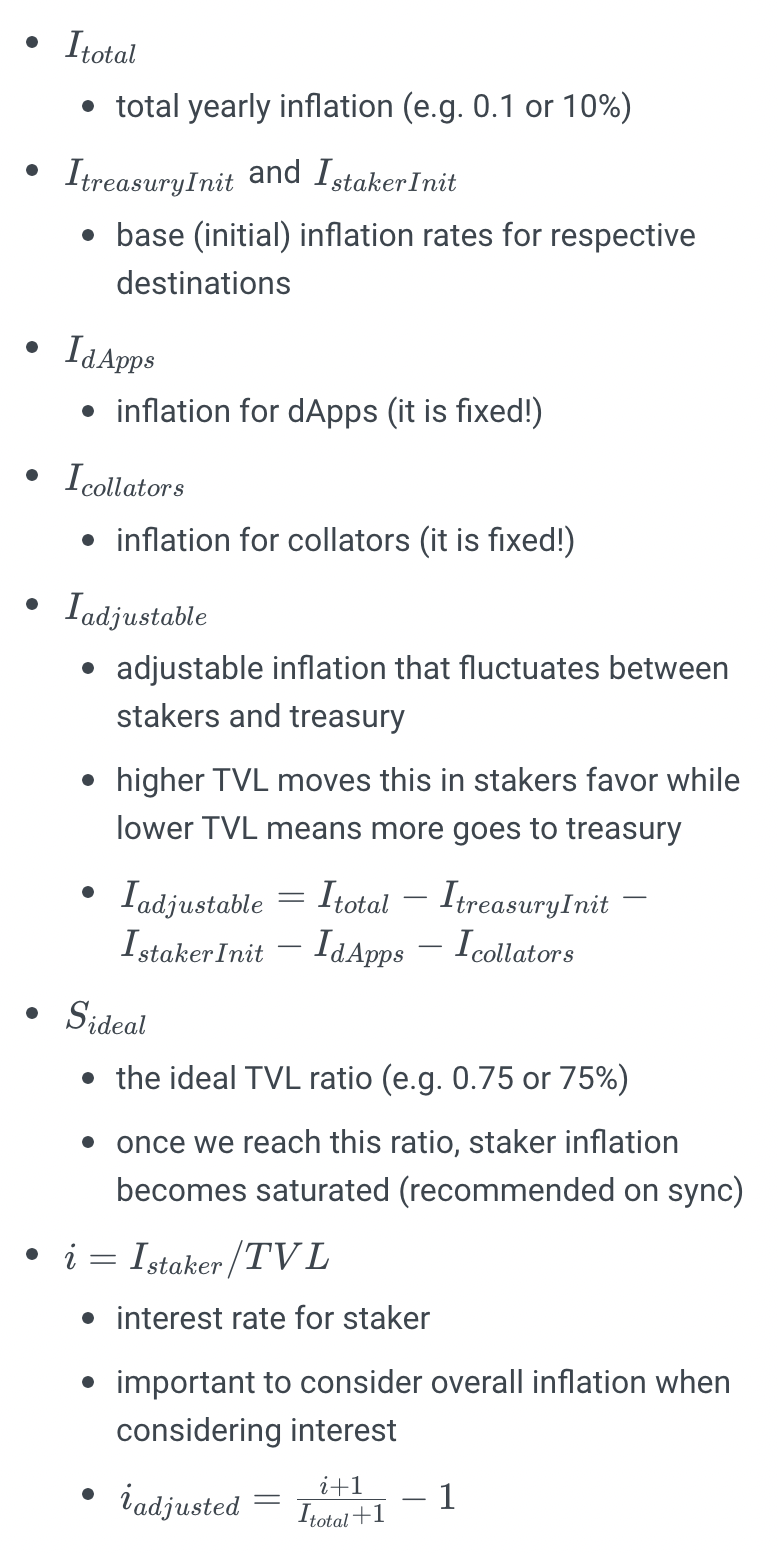 • I_{total}
• total yearly inflation (e.g. 0.1 or 10%)
• I_{treasuryInit} and I_{stakerInit}
• base (initial) inflation rates for respective
destinations
• I_{dApps}
• inflation for dApps (it is fixed!)
• I_{collators}
• inflation for collators (it is fixed!)
• I_{adjustable}
• adjustable inflation that fluctuates between
stakers and treasury
• higher TVL moves this in stakers favor while
lower TVL means more goes to treasury
• I_{adjustable} = I_{total} − I_{treasuryInit} −
I_{stakerInit} − I_{dApps} − I_{collators}
• S_{ideal}
• the ideal TVL ratio (e.g. 0.75 or 75%)
• once we reach this ratio, staker inflation
becomes saturated (recommended on sync)
• i = I_{staker}/TVL
• interest rate for staker
• important to consider overall inflation when
considering interest
• i_{adjusted} = \frac{i+1}{I_{total}+1} − 1